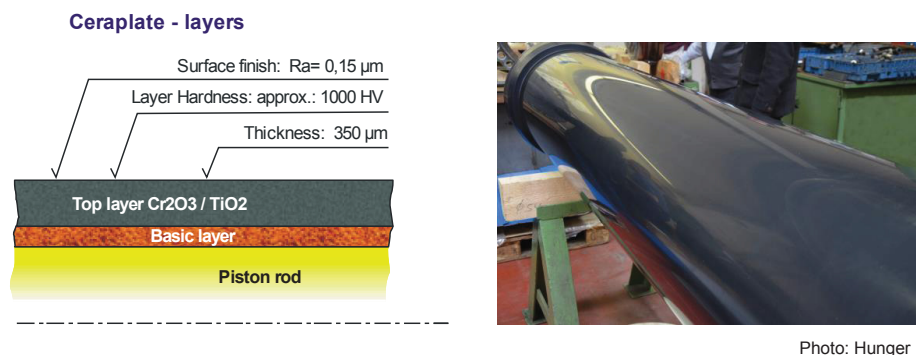 Ceraplate - layers
Surface finish: Ra= 0,15 µm
Layer Hardness: approx.: 1000 HV
Thickness: 350 µm
Top layer Cr2O3 / TiO2
Basic layer
Piston rod
Photo: Hunger